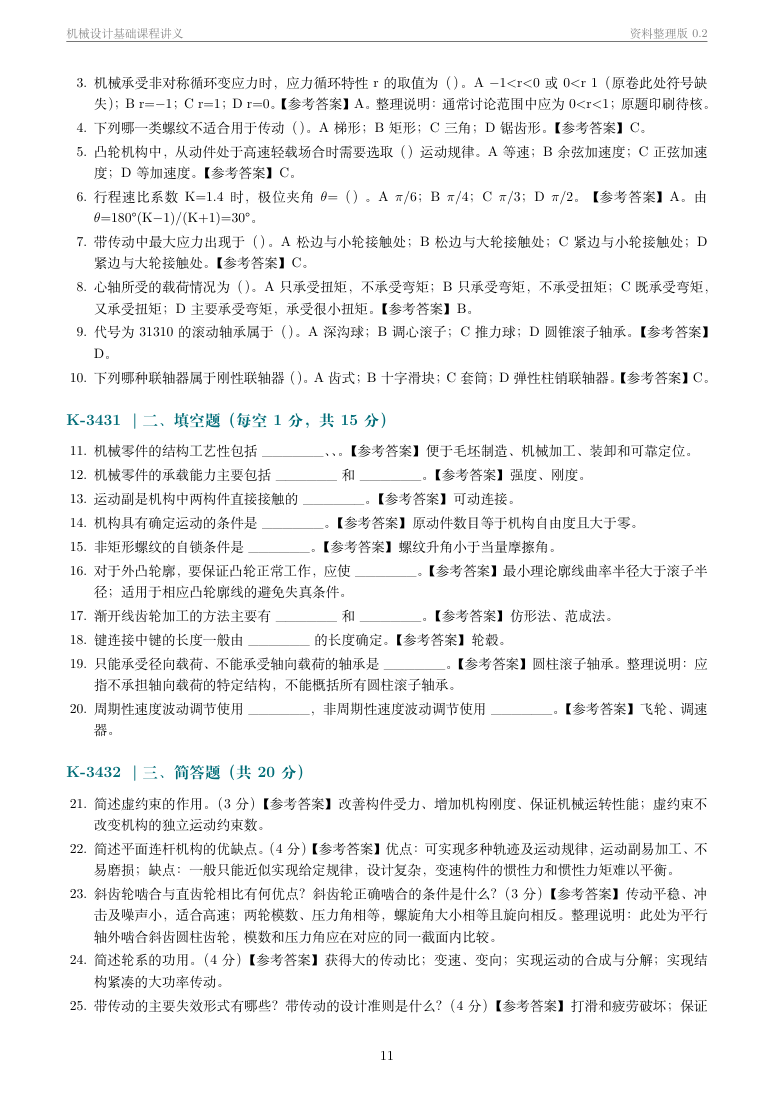 机械设计基础课程讲义 资料整理版 0.2
3. 机械承受非对称循环变应力时，应力循环特性 r 的取值为（）。A −1<r<0 或 0<r 1（原卷此处符号缺
失）；B r=−1；C r=1；D r=0。【参考答案】A。整理说明：通常讨论范围中应为 0<r<1；原题印刷待核。
4. 下列哪一类螺纹不适合用于传动（）。A 梯形；B 矩形；C 三角；D 锯齿形。【参考答案】C。
5. 凸轮机构中，从动件处于高速轻载场合时需要选取（）运动规律。A 等速；B 余弦加速度；C 正弦加速
度；D 等加速度。【参考答案】C。
6. 行程速比系数 K=1.4 时，极位夹角 θ=（）。A π/6；B π/4；C π/3；D π/2。【参考答案】A。由
θ=180°(K−1)/(K+1)=30°。
7. 带传动中最大应力出现于（）。A 松边与小轮接触处；B 松边与大轮接触处；C 紧边与小轮接触处；D
紧边与大轮接触处。【参考答案】C。
8. 心轴所受的载荷情况为（）。A 只承受扭矩，不承受弯矩；B 只承受弯矩，不承受扭矩；C 既承受弯矩，
又承受扭矩；D 主要承受弯矩，承受很小扭矩。【参考答案】B。
9. 代号为 31310 的滚动轴承属于（）。A 深沟球；B 调心滚子；C 推力球；D 圆锥滚子轴承。【参考答案】
D。
10. 下列哪种联轴器属于刚性联轴器（）。A 齿式；B 十字滑块；C 套筒；D 弹性柱销联轴器。【参考答案】C。
K-3431 | 二、填空题（每空 1 分，共 15 分）
11. 机械零件的结构工艺性包括 ________、、。【参考答案】便于毛坯制造、机械加工、装卸和可靠定位。
12. 机械零件的承载能力主要包括 ________ 和 ________。【参考答案】强度、刚度。
13. 运动副是机构中两构件直接接触的 ________。【参考答案】可动连接。
14. 机构具有确定运动的条件是 ________。【参考答案】原动件数目等于机构自由度且大于零。
15. 非矩形螺纹的自锁条件是 ________。【参考答案】螺纹升角小于当量摩擦角。
16. 对于外凸轮廓，要保证凸轮正常工作，应使 ________。【参考答案】最小理论廓线曲率半径大于滚子半
径；适用于相应凸轮廓线的避免失真条件。
17. 渐开线齿轮加工的方法主要有 ________ 和 ________。【参考答案】仿形法、范成法。
18. 键连接中键的长度一般由 ________ 的长度确定。【参考答案】轮毂。
19. 只能承受径向载荷、不能承受轴向载荷的轴承是 ________。【参考答案】圆柱滚子轴承。整理说明：应
指不承担轴向载荷的特定结构，不能概括所有圆柱滚子轴承。
20. 周期性速度波动调节使用 ________，非周期性速度波动调节使用 ________。【参考答案】飞轮、调速
器。
K-3432 | 三、简答题（共 20 分）
21. 简述虚约束的作用。（3 分）【参考答案】改善构件受力、增加机构刚度、保证机械运转性能；虚约束不
改变机构的独立运动约束数。
22. 简述平面连杆机构的优缺点。（4 分）【参考答案】优点：可实现多种轨迹及运动规律，运动副易加工、不
易磨损；缺点：一般只能近似实现给定规律，设计复杂，变速构件的惯性力和惯性力矩难以平衡。
23. 斜齿轮啮合与直齿轮相比有何优点？斜齿轮正确啮合的条件是什么？（3 分）【参考答案】传动平稳、冲
击及噪声小，适合高速；两轮模数、压力角相等，螺旋角大小相等且旋向相反。整理说明：此处为平行
轴外啮合斜齿圆柱齿轮，模数和压力角应在对应的同一截面内比较。
24. 简述轮系的功用。（4 分）【参考答案】获得大的传动比；变速、变向；实现运动的合成与分解；实现结
构紧凑的大功率传动。
25. 带传动的主要失效形式有哪些？带传动的设计准则是什么？（4 分）【参考答案】打滑和疲劳破坏；保证
11